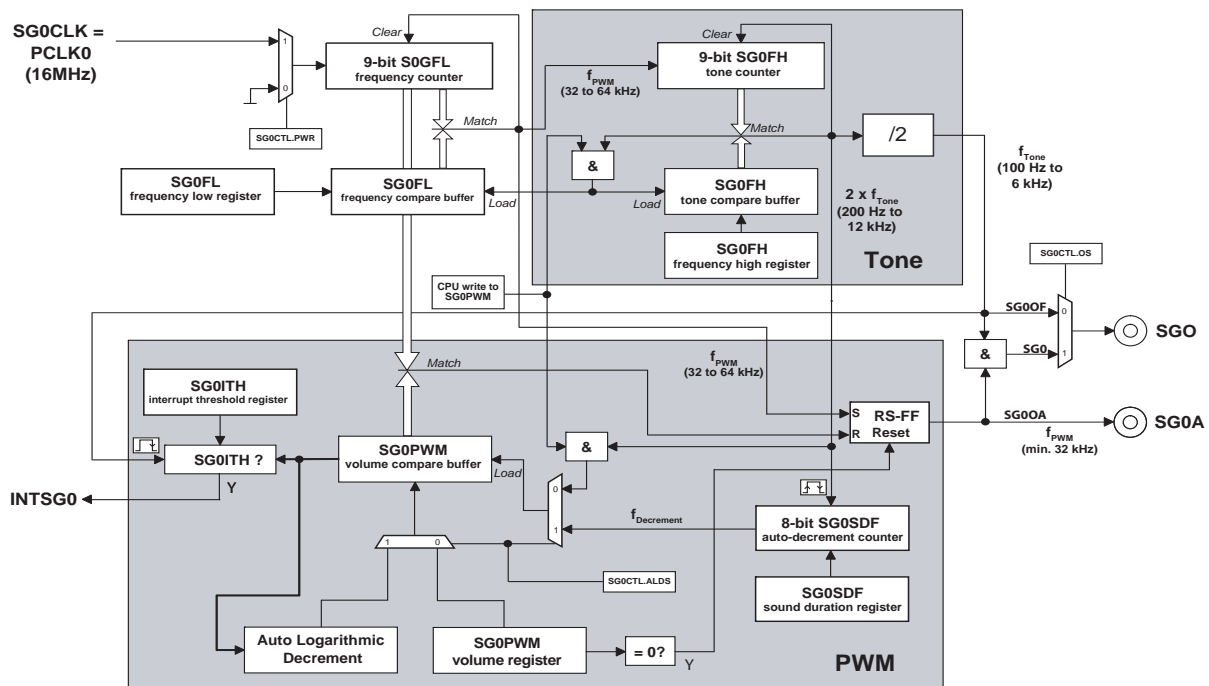 SG0CLK =
PCLK0
(16MHz)
1
0
SG0CTL.PWR
Clear
9-bit S0GFL
frequency counter
Match
SG0FL
frequency low register
SG0FL
frequency compare buffer
Load
fPWM
(32 to 64 kHz)
Clear
9-bit SG0FH
tone counter
Match
&
Load
SG0FH
tone compare buffer
SG0FH
frequency high register
/2
2 x fTone
(200 Hz to
12 kHz)
Tone
fTone
(100 Hz to
6 kHz)
SG0CTL.OS
CPU write to
SG0PWM
SG0OF
0
SGO
&
SG0
1
Match
fPWM
(32 to 64 kHz)
SG0ITH
interrupt threshold register
S
R
RS-FF
Reset
SG0OA
SG0A
fPWM
(min. 32 kHz)
SG0ITH ?
Y
INTSG0
SG0PWM
volume compare buffer
Load
&
0
1
fDecrement
8-bit SG0SDF
auto-decrement counter
1
0
SG0CTL.ALDS
SG0SDF
sound duration register
Auto Logarithmic
Decrement
SG0PWM
volume register
= 0?
Y
PWM